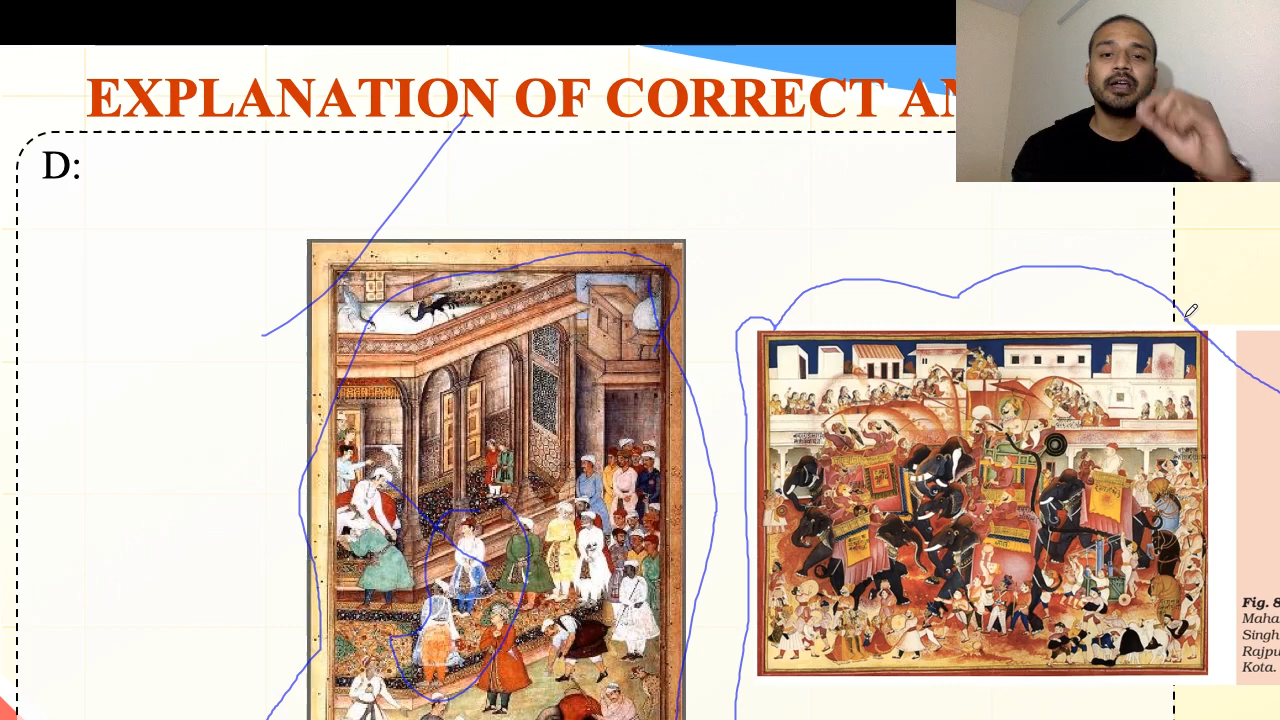 EXPLANATION OF CORRECT AN
D:
Fig. 8
Maha
Singh
Rajpu
Kota.